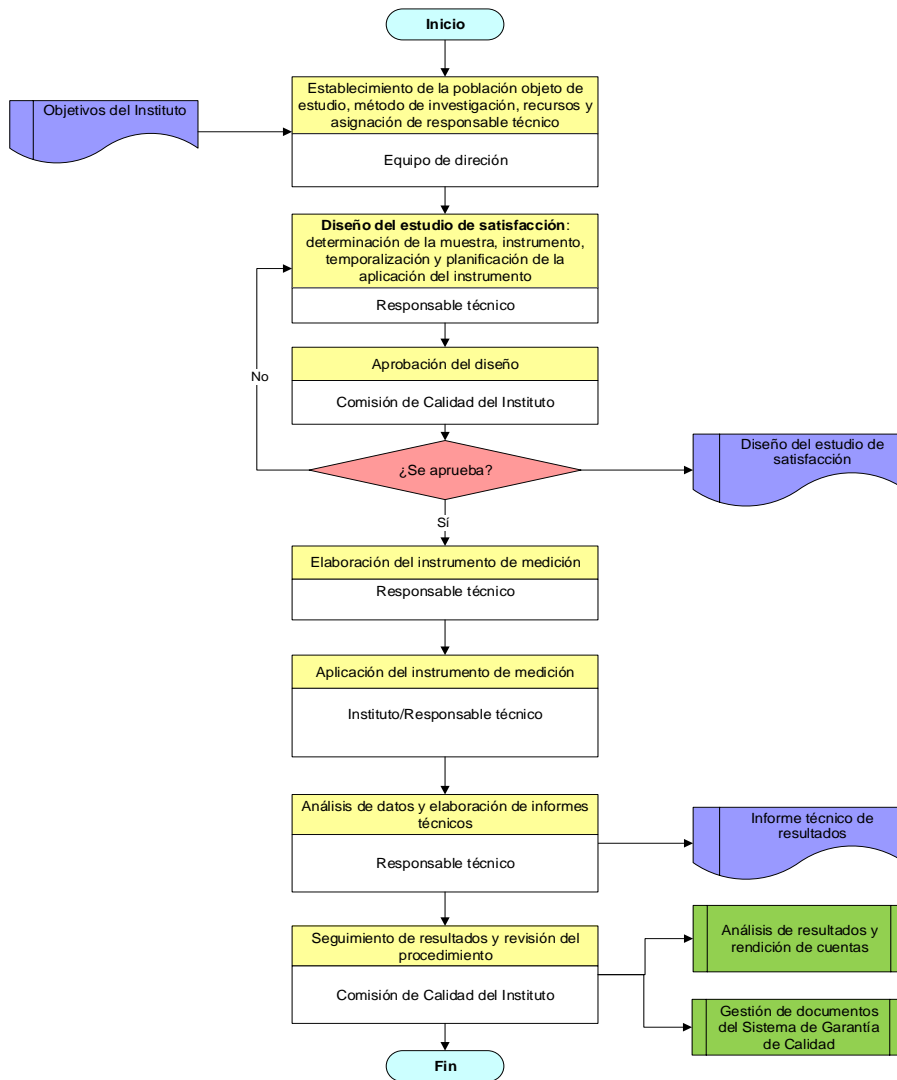 Inicio
Establecimiento de la población objeto de
estudio, método de investigación, recursos y
asignación de responsable técnico
Objetivos del Instituto
Equipo de direción
Diseño del estudio de satisfacción:
determinación de la muestra, instrumento,
temporalización y planificación de la
aplicación del instrumento
Responsable técnico
Aprobación del diseño
Comisión de Calidad del Instituto
No
¿Se aprueba?
Diseño del estudio de
satisfacción
Sí
Elaboración del instrumento de medición
Responsable técnico
Aplicación del instrumento de medición
Instituto/Responsable técnico
Análisis de datos y elaboración de informes
técnicos
Responsable técnico
Informe técnico de
resultados
Seguimiento de resultados y revisión del
procedimiento
Comisión de Calidad del Instituto
Análisis de resultados y
rendición de cuentas
Gestión de documentos
del Sistema de Garantía
de Calidad
Fin